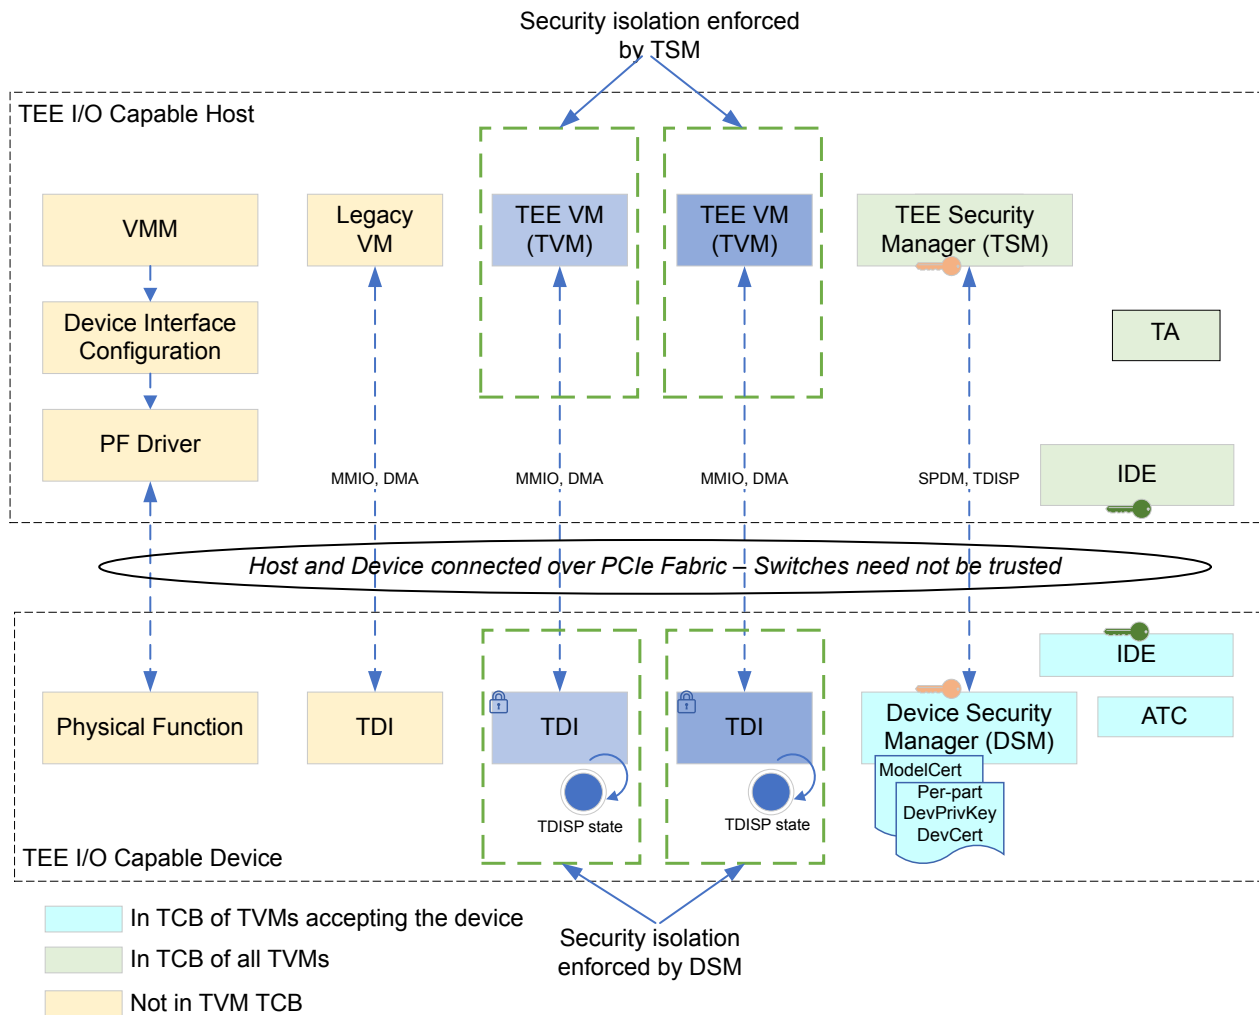 Security isolation enforced
by TSM
TEE I/O Capable Host
VMM
Legacy
VM
TEE VM
(TVM)
TEE VM
(TVM)
TEE Security
Manager (TSM)
Device Interface
Configuration
TA
PF Driver
MMIO, DMA
MMIO, DMA
MMIO, DMA
SPDM, TDISP
IDE
Host and Device connected over PCIe Fabric – Switches need not be trusted
IDE
Physical Function
TDI
TDI
TDI
Device Security
Manager (DSM)
ATC
ModelCert
Per-part
DevPrivKey
DevCert
TDISP state
TDISP state
TEE I/O Capable Device
In TCB of TVMs accepting the device
In TCB of all TVMs
Not in TVM TCB
Security isolation
enforced by DSM